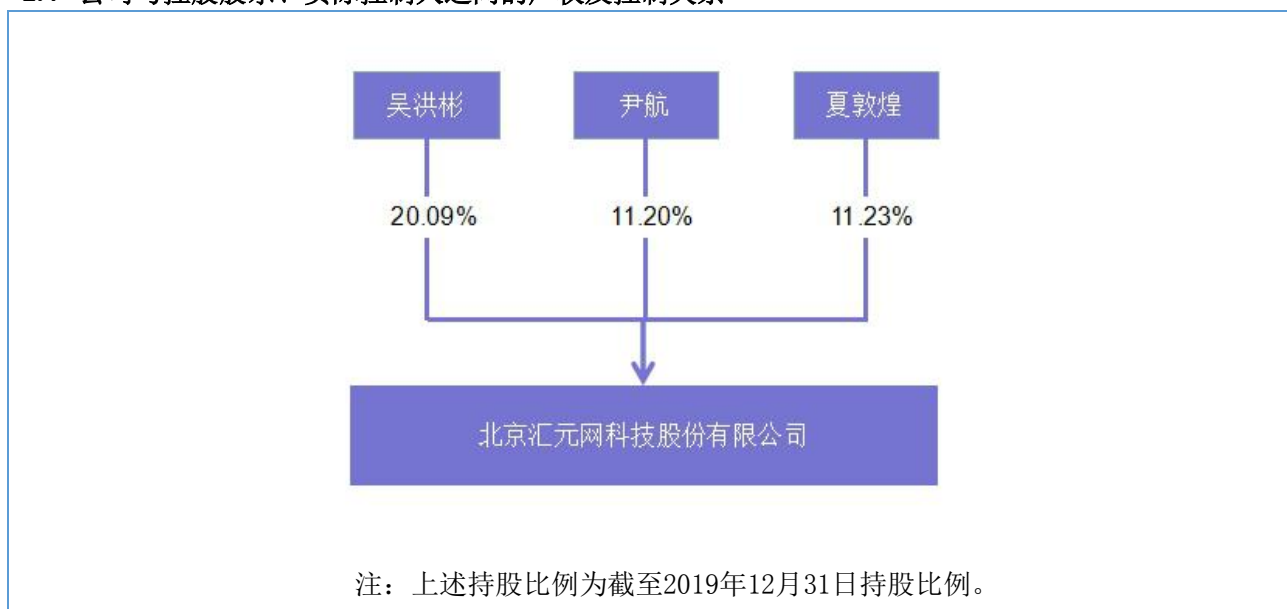 吴洪彬 尹航 夏敦煌
20.09% 11.20% 11.23%
北京汇元网科技股份有限公司
注：上述持股比例为截至2019年12月31日持股比例。